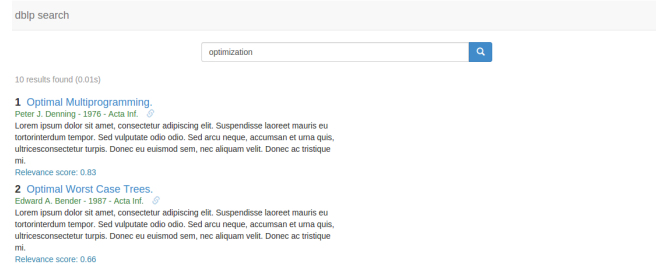 dblp search
optimization
10 results found (0.01s)
1 Optimal Multiprogramming.
Peter J. Denning - 1976 - Acta Inf.
Lorem ipsum dolor sit amet, consectetur adipiscing elit. Suspendisse laoreet mauris eu
tortorinterdum tempor. Sed vulputate odio odio. Sed arcu neque, accumsan et urna quis,
ultricesconsectetur turpis. Donec eu euismod sem, nec aliquam velit. Donec ac tristique
mi.
Relevance score: 0.83
2 Optimal Worst Case Trees.
Edward A. Bender - 1987 - Acta Inf.
Lorem ipsum dolor sit amet, consectetur adipiscing elit. Suspendisse laoreet mauris eu
tortorinterdum tempor. Sed vulputate odio odio. Sed arcu neque, accumsan et urna quis,
ultricesconsectetur turpis. Donec eu euismod sem, nec aliquam velit. Donec ac tristique
mi.
Relevance score: 0.66